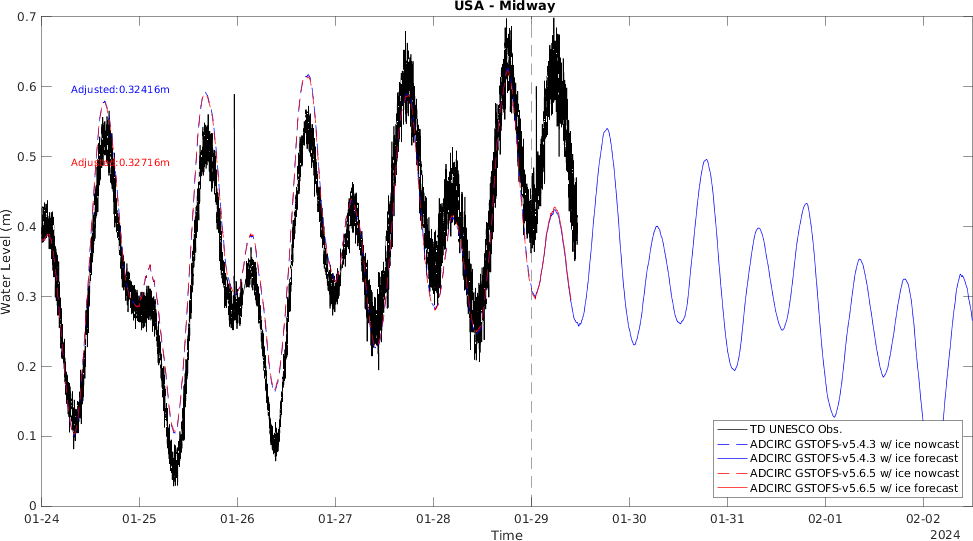 USA - Midway
0.7
0.6
0.5
0.4
0.3
0.2
0.1
0
Water Level (m)
Adjusted:0.32416m
Adjusted:0.32716m
TD UNESCO Obs.
ADCIRC GSTOFS-v5.4.3 w/ ice nowcast
ADCIRC GSTOFS-v5.4.3 w/ ice forecast
ADCIRC GSTOFS-v5.6.5 w/ ice nowcast
ADCIRC GSTOFS-v5.6.5 w/ ice forecast
01-24 01-25 01-26 01-27 01-28 01-29 01-30 01-31 02-01 02-02
Time
2024